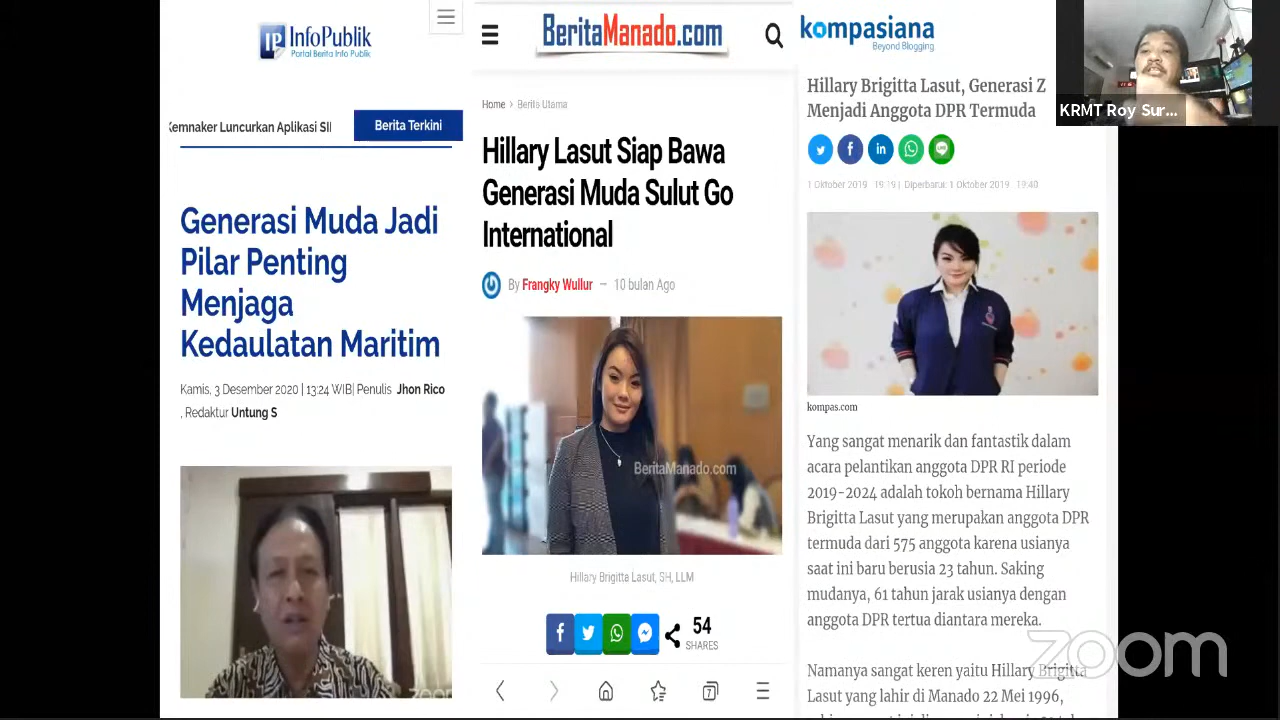 InfoPublik
Portal Berita Info Publik
Kemnaker Luncurkan Aplikasi SII
Berita Terkini
Generasi Muda Jadi
Pilar Penting
Menjaga
Kedaulatan Maritim
Kamis, 3 Desember 2020 | 13:24 WIB| Penulis Jhon Rico
, Redaktur Untung S
zoom
BeritaManado.com
Home > Berita Utama
Hillary Lasut Siap Bawa
Generasi Muda Sulut Go
International
By Frangky Wullur — 10 bulan Ago
BeritaManado.com
Hillary Brigitta Lasut, SH, LLM
54
SHARES
7
kompasiana
Beyond Blogging
Hillary Brigitta Lasut, Generasi Z
Menjadi Anggota DPR Termuda
1 Oktober 2019 19:19 | Diperbarui: 1 Oktober 2019 19:40
kompas.com
Yang sangat menarik dan fantastik dalam
acara pelantikan anggota DPR RI periode
2019-2024 adalah tokoh bernama Hillary
Brigitta Lasut yang merupakan anggota DPR
termuda dari 575 anggota karena usianya
saat ini baru berusia 23 tahun. Saking
mudanya, 61 tahun jarak usianya dengan
anggota DPR tertua diantara mereka.
Namanya sangat keren yaitu Hillary Brigitta
Lasut yang lahir di Manado 22 Mei 1996,
KRMT Roy Sur...
zoom